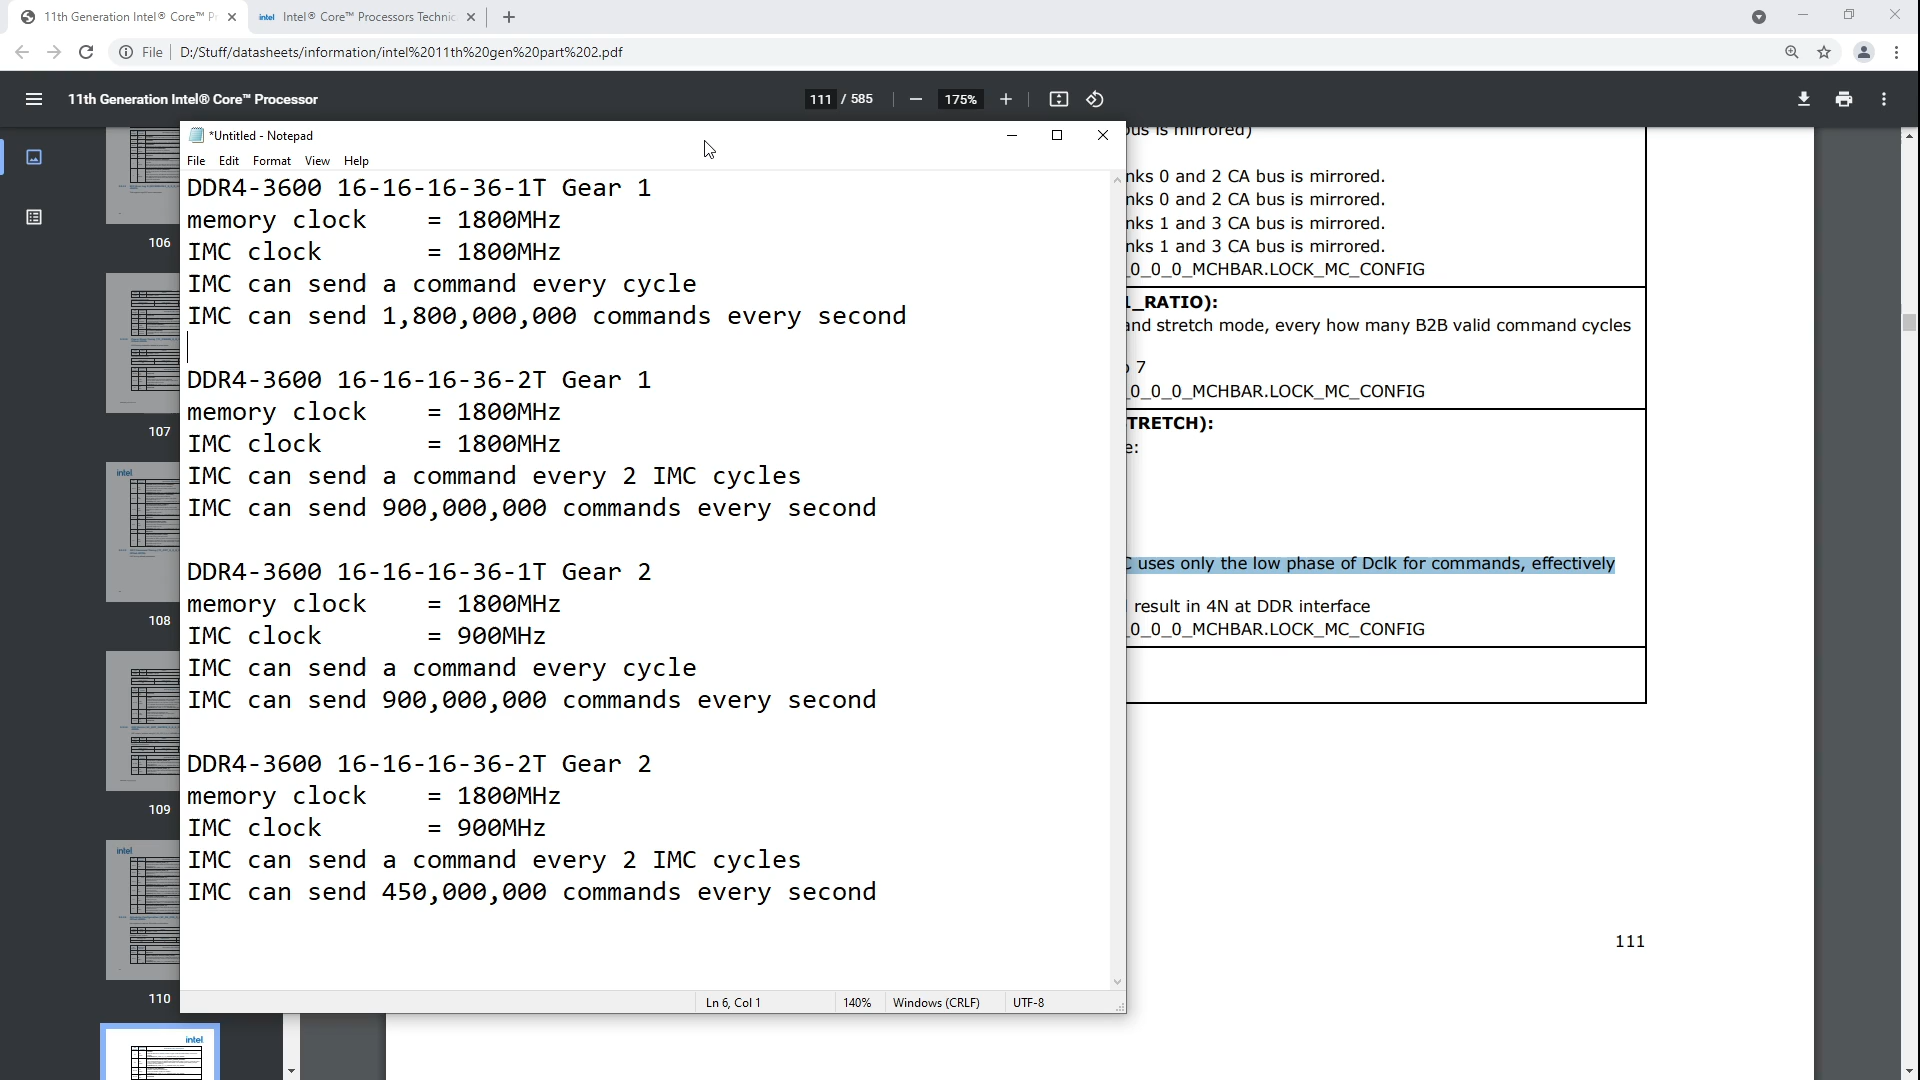 11th Generation Intel® Core™ P
Intel® Core™ Processors Technic
File
D:/Stuff/datasheets/information/intel%2011th%20gen%20part%202.pdf
11th Generation Intel® Core™ Processor
111 / 585
175%
*Untitled - Notepad
File Edit Format View Help
DDR4-3600 16-16-16-36-1T Gear 1
memory clock = 1800MHz
IMC clock = 1800MHz
IMC can send a command every cycle
IMC can send 1,800,000,000 commands every second
DDR4-3600 16-16-16-36-2T Gear 1
memory clock = 1800MHz
IMC clock = 1800MHz
IMC can send a command every 2 IMC cycles
IMC can send 900,000,000 commands every second
DDR4-3600 16-16-16-36-1T Gear 2
memory clock = 1800MHz
IMC clock = 900MHz
IMC can send a command every cycle
IMC can send 900,000,000 commands every second
DDR4-3600 16-16-16-36-2T Gear 2
memory clock = 1800MHz
IMC clock = 900MHz
IMC can send a command every 2 IMC cycles
IMC can send 450,000,000 commands every second
Ln 6, Col 1 140% Windows (CRLF) UTF-8
106
107
intel
108
109
intel
110
intel
bus is mirrored)
nks 0 and 2 CA bus is mirrored.
nks 0 and 2 CA bus is mirrored.
nks 1 and 3 CA bus is mirrored.
nks 1 and 3 CA bus is mirrored.
_0_0_0_MCHBAR.LOCK_MC_CONFIG
1_RATIO):
and stretch mode, every how many B2B valid command cycles
o 7
_0_0_0_MCHBAR.LOCK_MC_CONFIG
TRETCH):
e:
C uses only the low phase of Dclk for commands, effectively
l result in 4N at DDR interface
_0_0_0_MCHBAR.LOCK_MC_CONFIG
111